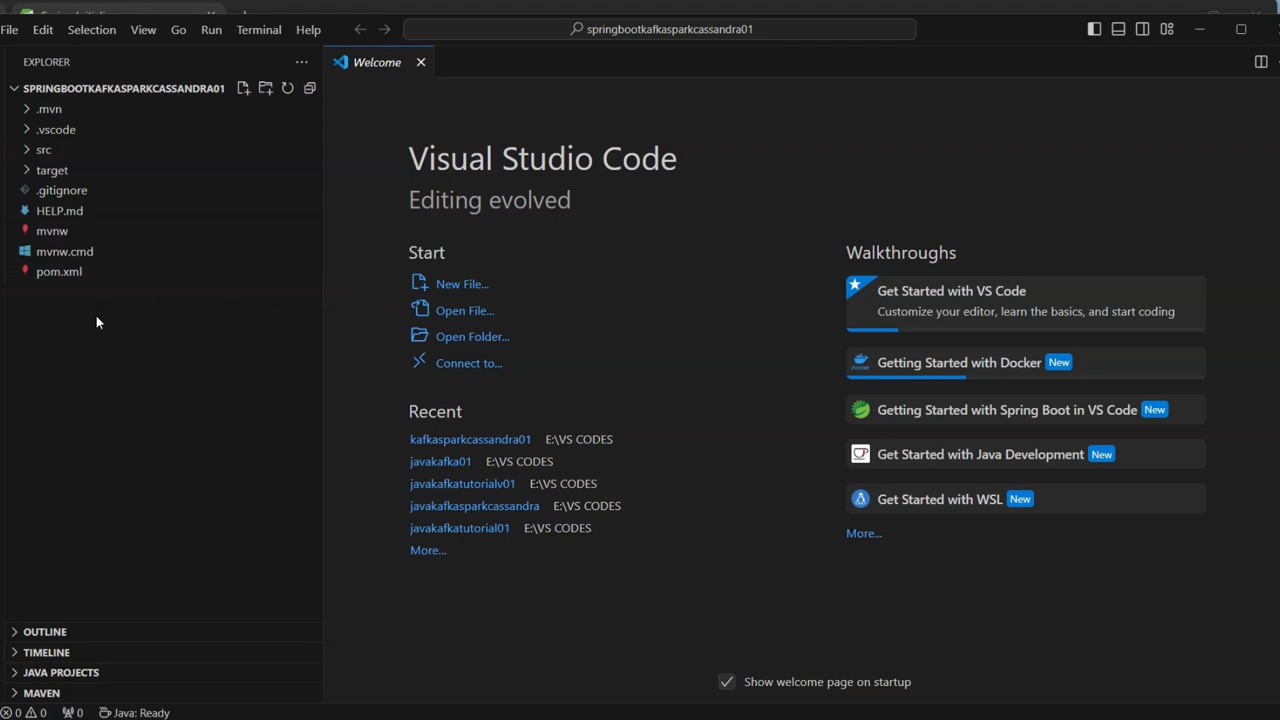 File Edit Selection View Go Run Terminal Help
springbootkafkasparkcassandra01
EXPLORER
Welcome
SPRINGBOOTKAFKASPARKCASSANDRA01
.mvn
.vscode
src
target
.gitignore
HELP.md
mvnw
mvnw.cmd
pom.xml
Visual Studio Code
Editing evolved
Start
New File...
Open File...
Open Folder...
Connect to...
Recent
kafkasparkcassandra01 E:\VS CODES
javakafka01 E:\VS CODES
javakafkatutorialv01 E:\VS CODES
javakafkasparkcassandra E:\VS CODES
javakafkatutorial01 E:\VS CODES
More...
Walkthroughs
Get Started with VS Code
Customize your editor, learn the basics, and start coding
Getting Started with Docker New
Getting Started with Spring Boot in VS Code New
Get Started with Java Development New
Get Started with WSL New
More...
Show welcome page on startup
OUTLINE
TIMELINE
JAVA PROJECTS
MAVEN
0 0 0 Java: Ready